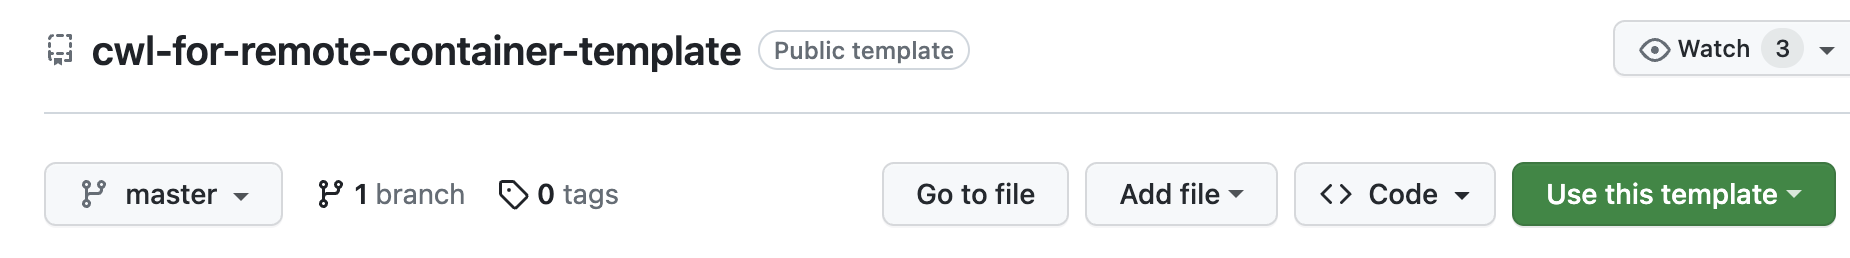 cwl-for-remote-container-template Public template Watch 3
master 1 branch 0 tags Go to file Add file Code Use this template